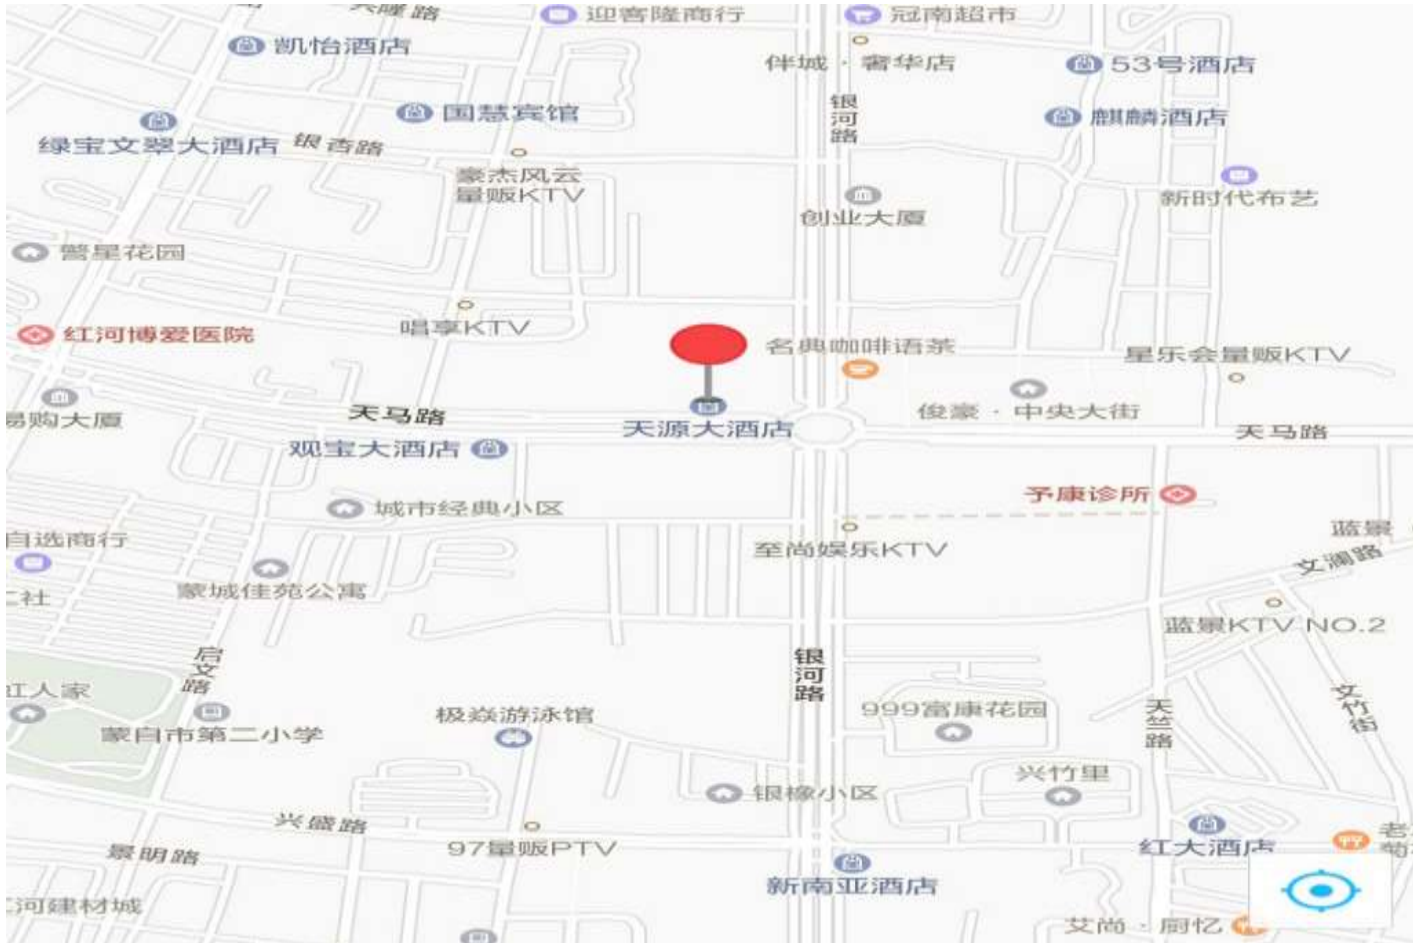 兴隆路
迎客隆商行
冠南超市
凯怡酒店
伴城·奢华店
53号酒店
国慧宾馆
银河路
麒麟酒店
绿宝文翠大酒店
银杏路
豪杰风云
量贩KTV
新时代布艺
创业大厦
警星花园
唱享KTV
红河博爱医院
名典咖啡语茶
星乐会量贩KTV
易购大厦
天马路
俊豪·中央大街
天源大酒店
天马路
观宝大酒店
予康诊所
城市经典小区
自选商行
至尚娱乐KTV
蓝景
文澜路
蒙城佳苑公寓
社
蓝景KTV NO.2
启文路
银河路
虹人家
极焱游泳馆
999富康花园
天竺路
文竹街
蒙自市第二小学
兴竹里
银橡小区
兴盛路
97量贩PTV
红大酒店
老
菊
景明路
新南亚酒店
河建材城
艾尚·厨忆